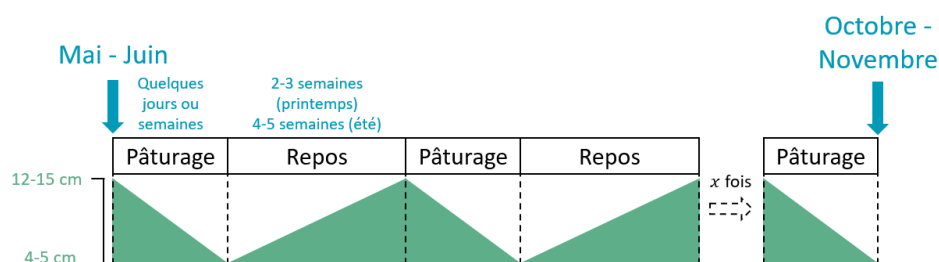 Octobre -
Novembre
Mai - Juin
Quelques
jours ou
semaines
2-3 semaines
(printemps)
4-5 semaines (été)
Pâturage
Repos
Pâturage
Repos
Pâturage
12-15 cm
x fois
4-5 cm